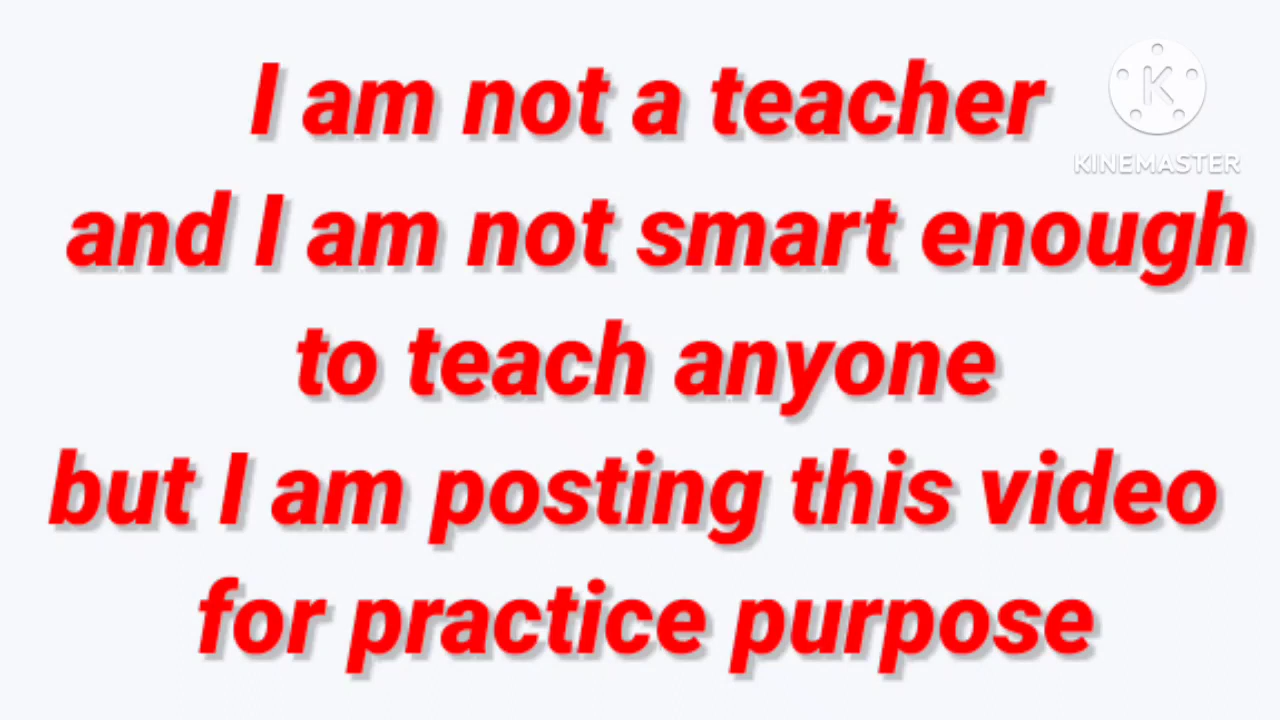 I am not a teacher
KINEMASTER
and I am not smart enough
to teach anyone
but I am posting this video
for practice purpose